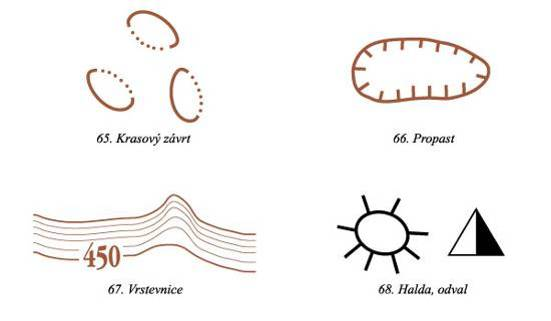 65. Krasový závrt
66. Propast
450
67. Vrstevnice
68. Halda, odval